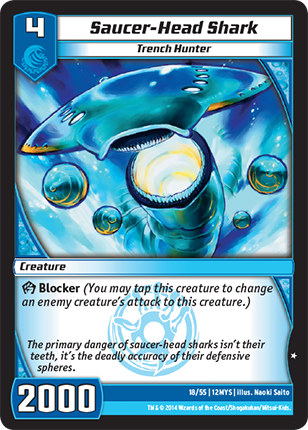 4
Saucer-Head Shark
Trench Hunter
Creature
Blocker (You may tap this creature to change
an enemy creature's attack to this creature.)
The primary danger of saucer-head sharks isn't their
teeth, it's the deadly accuracy of their defensive
spheres.
2000
18/55 | 12MYS | Illus. Naoki Saito
TM & © 2014 Wizards of the Coast/Shogakukan/Mitsui-Kids.